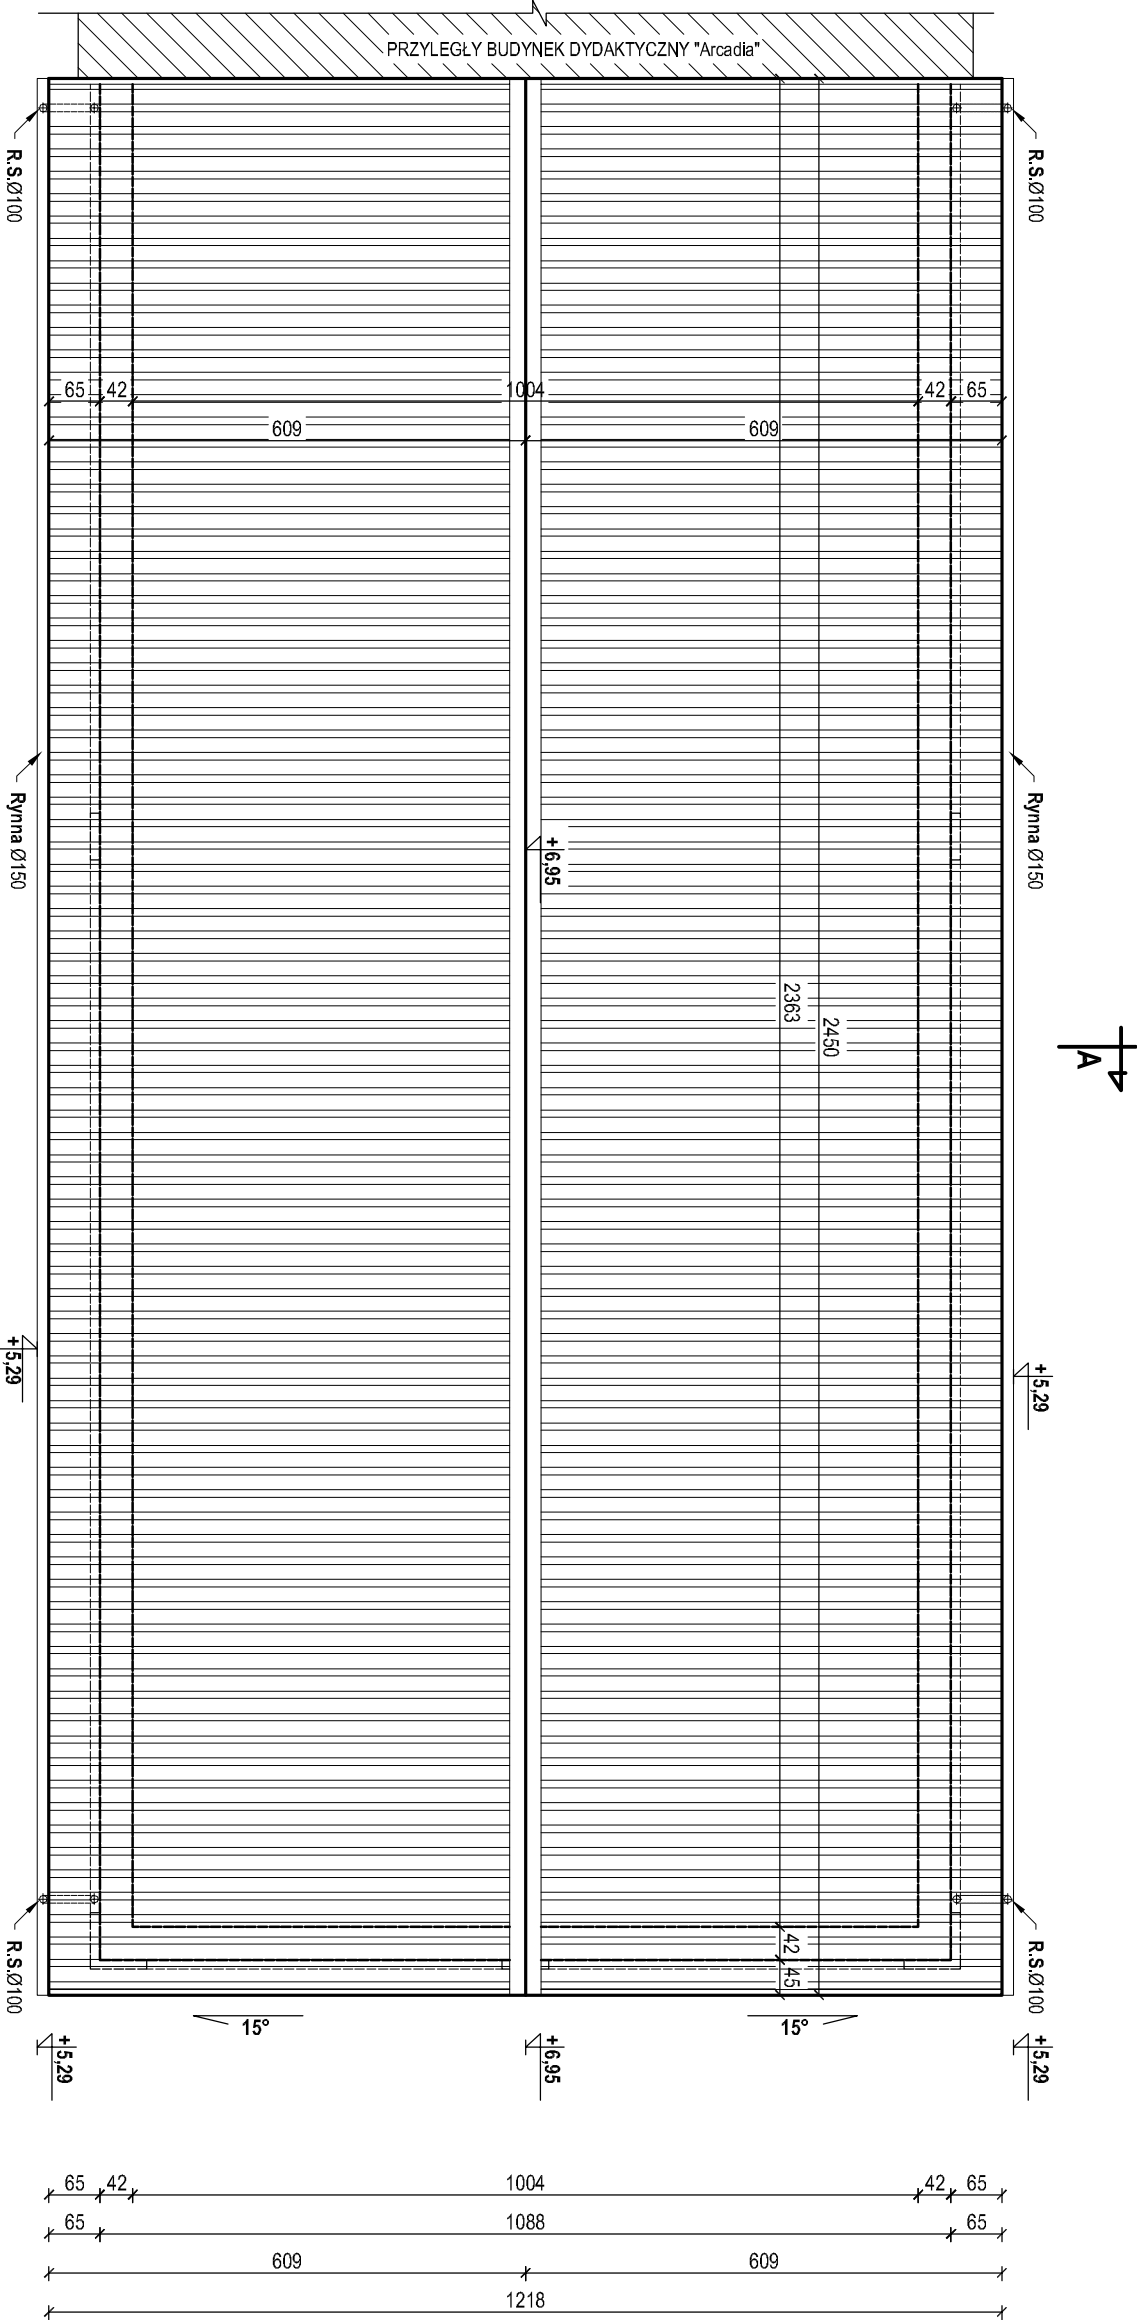 PRZYLEGŁY BUDYNEK DYDAKTYCZNY "Arcadia"
R.S.Ø100
R.S.Ø100
65 42 1004 42 65
609 609
Rynna Ø150
Rynna Ø150
+6,95
2363
2450
A
+5,29
+5,29
42
45
R.S.Ø100
R.S.Ø100
15° 15°
+5,29
+6,95
+5,29
65 42 1004 42 65
65 1088 65
609 609
1218